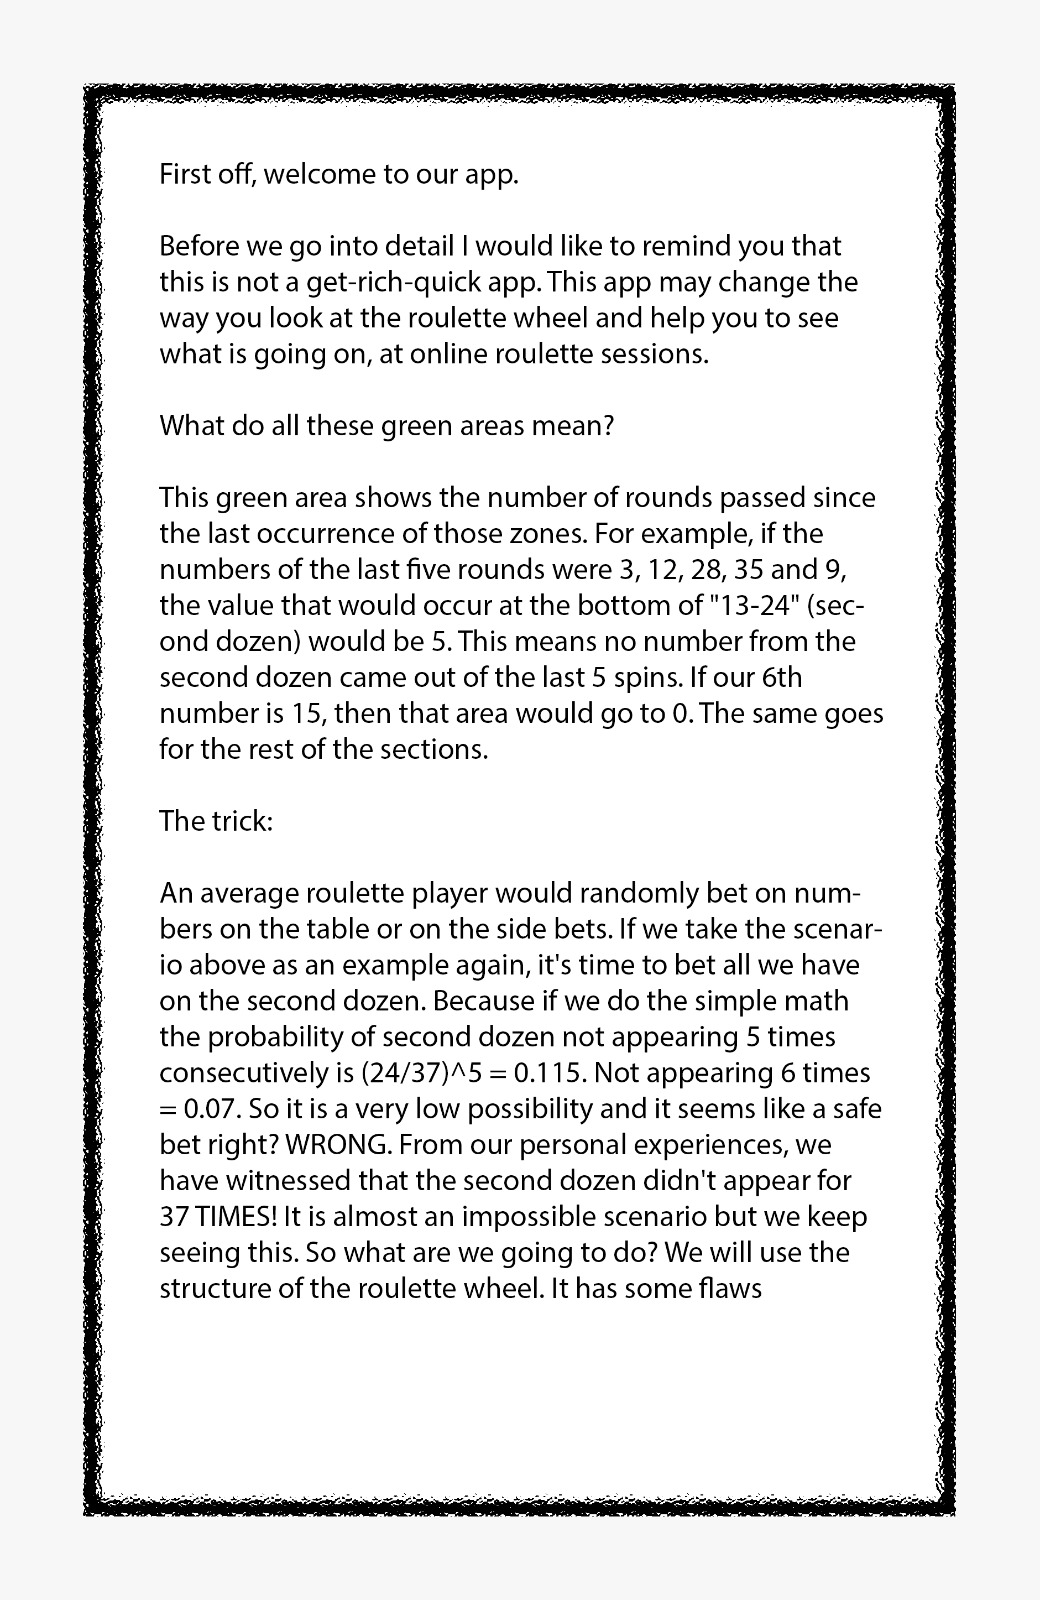 First off, welcome to our app.
Before we go into detail I would like to remind you that
this is not a get-rich-quick app. This app may change the
way you look at the roulette wheel and help you to see
what is going on, at online roulette sessions.
What do all these green areas mean?
This green area shows the number of rounds passed since
the last occurrence of those zones. For example, if the
numbers of the last five rounds were 3, 12, 28, 35 and 9,
the value that would occur at the bottom of "13-24" (sec-
ond dozen) would be 5. This means no number from the
second dozen came out of the last 5 spins. If our 6th
number is 15, then that area would go to 0. The same goes
for the rest of the sections.
The trick:
An average roulette player would randomly bet on num-
bers on the table or on the side bets. If we take the scenar-
io above as an example again, it's time to bet all we have
on the second dozen. Because if we do the simple math
the probability of second dozen not appearing 5 times
consecutively is (24/37)^5 = 0.115. Not appearing 6 times
= 0.07. So it is a very low possibility and it seems like a safe
bet right? WRONG. From our personal experiences, we
have witnessed that the second dozen didn't appear for
37 TIMES! It is almost an impossible scenario but we keep
seeing this. So what are we going to do? We will use the
structure of the roulette wheel. It has some flaws